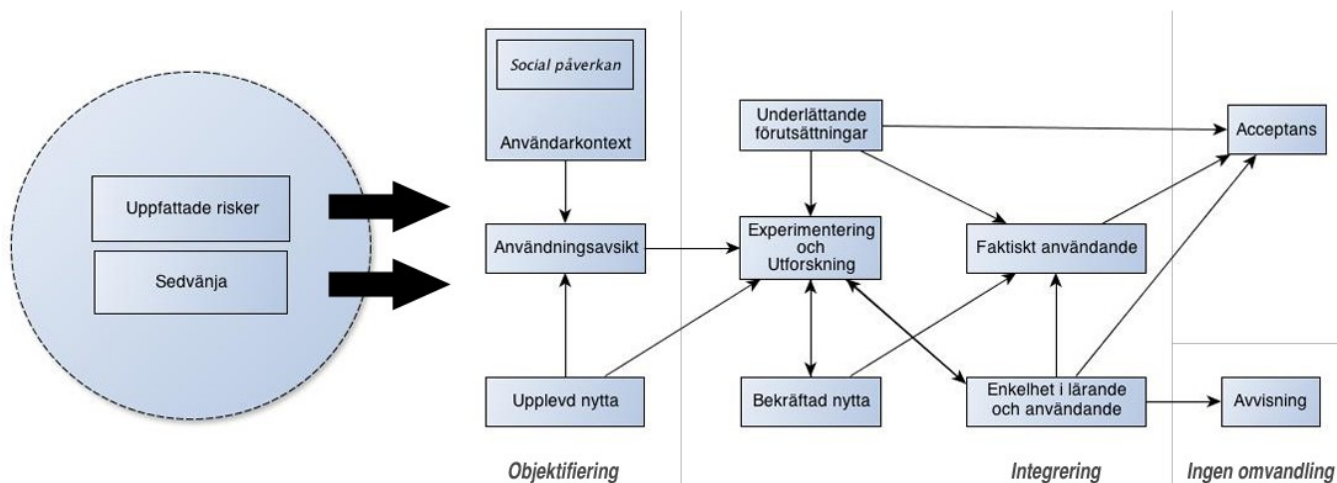 Uppfattade risker
Sedvänja
Social påverkan
Användarkontext
Användningsavsikt
Upplevd nytta
Objektifiering
Underlättande
förutsättningar
Experimentering
och
Utforskning
Bekräftad nytta
Faktiskt användande
Enkelhet i lärande
och användande
Integrering
Acceptans
Avvisning
Ingen omvandling